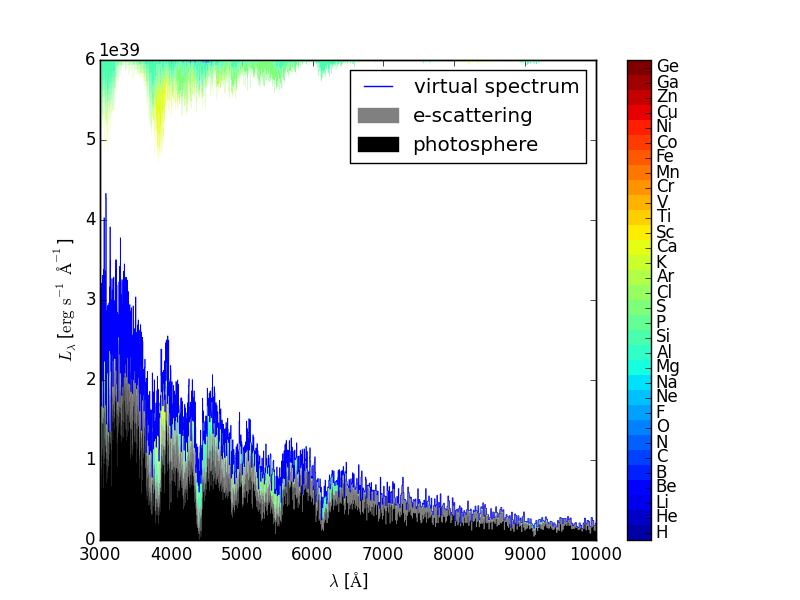 1e39
6
5
4
3
2
1
0
L_λ [erg s⁻¹ Å⁻¹]
3000 4000 5000 6000 7000 8000 9000 10000
λ [Å]
virtual spectrum
e-scattering
photosphere
Ge
Ga
Zn
Cu
Ni
Co
Fe
Mn
Cr
V
Ti
Sc
Ca
K
Ar
Cl
S
P
Si
Al
Mg
Na
Ne
F
O
N
C
B
Be
Li
He
H